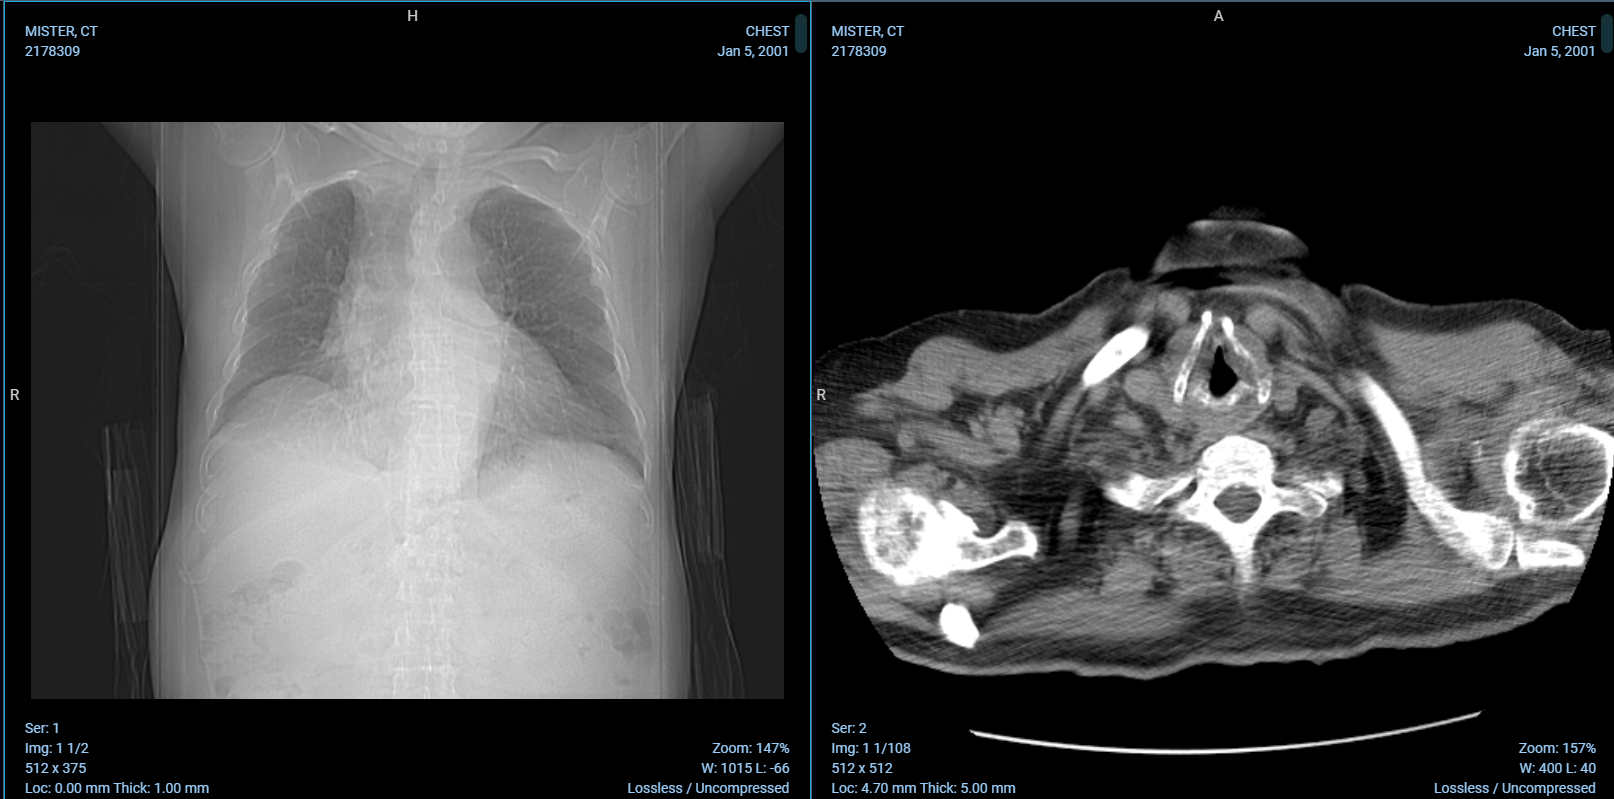 H
MISTER, CT
2178309
CHEST
Jan 5, 2001
R
Ser: 1
Img: 1 1/2
512 x 375
Loc: 0.00 mm Thick: 1.00 mm
Zoom: 147%
W: 1015 L: -66
Lossless / Uncompressed
A
MISTER, CT
2178309
CHEST
Jan 5, 2001
R
Ser: 2
Img: 1 1/108
512 x 512
Loc: 4.70 mm Thick: 5.00 mm
Zoom: 157%
W: 400 L: 40
Lossless / Uncompressed